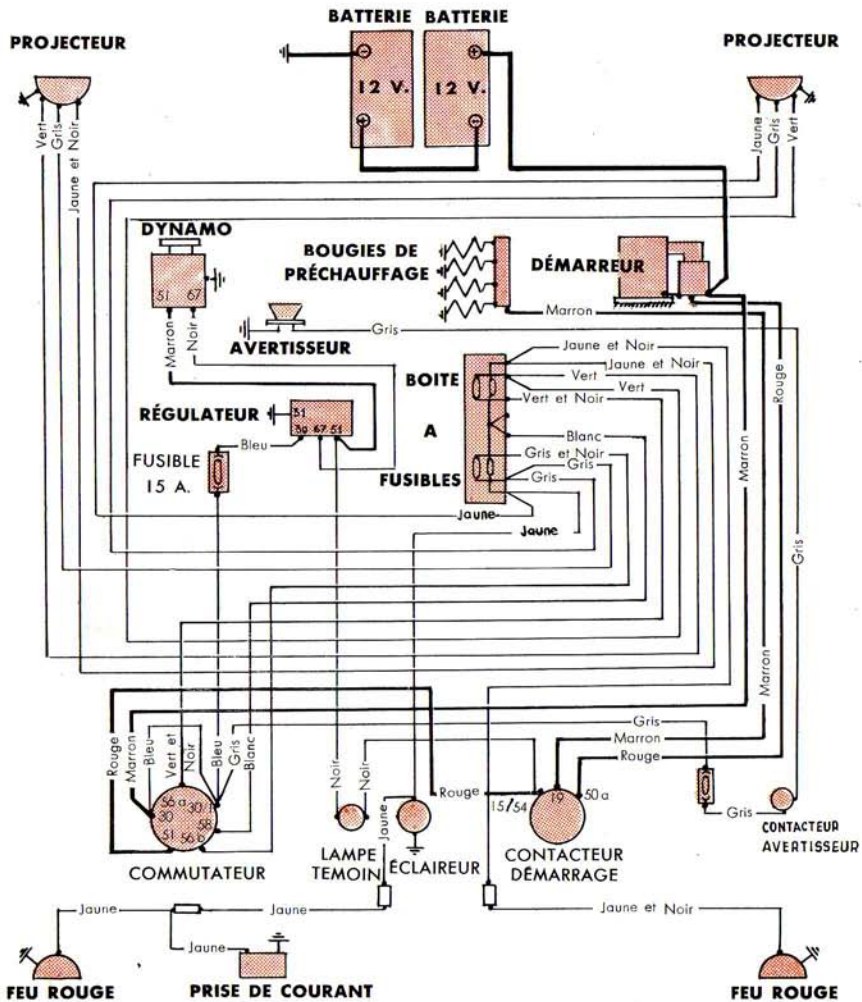 BATTERIE BATTERIE
PROJECTEUR
PROJECTEUR
12 V. 12 V.
Vert
Gris
Jaune et Noir
Jaune
Gris
Vert
DYNAMO
51 67
BOUGIES DE
PRÉCHAUFFAGE
DÉMARREUR
Marron
Marron
Noir
AVERTISSEUR
Gris
Jaune et Noir
Jaune et Noir
Vert
Vert
Vert et Noir
Blanc
Gris et Noir
Gris
Gris
BOITE
A
FUSIBLES
Rouge
Marron
Gris
Marron
RÉGULATEUR
31
30 67 51
Bleu
FUSIBLE
15 A.
Jaune
Jaune
Rouge
Marron
Bleu
Vert et
Noir
Bleu
Gris
Blanc
Noir
Noir
Gris
Marron
Rouge
Rouge
56 a
30/1
30
58
51
56 b
COMMUTATEUR
LAMPE
TEMOIN
Jaune
ÉCLAIREUR
15/54
19
50 a
CONTACTEUR
DÉMARRAGE
Gris
CONTACTEUR
AVERTISSEUR
Jaune
Jaune
Jaune
Jaune et Noir
FEU ROUGE
PRISE DE COURANT
FEU ROUGE